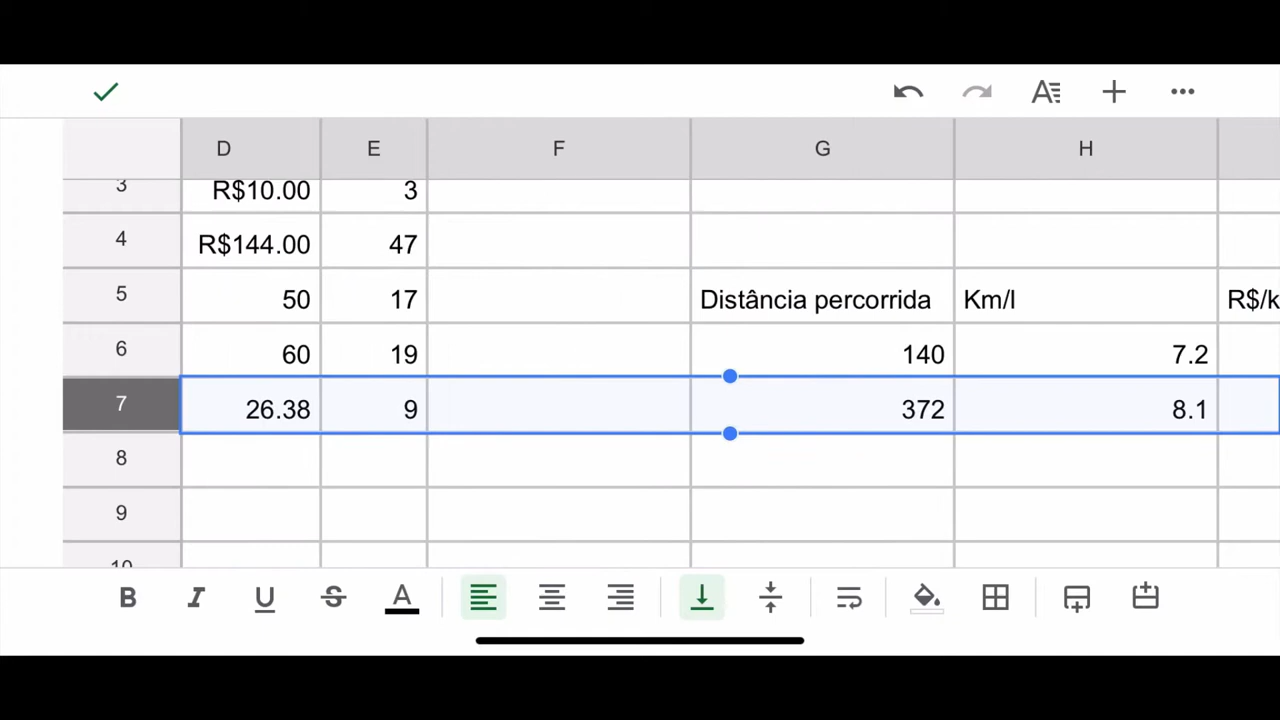 D E F G H
3 R$10.00 3
4 R$144.00 47
5 50 17 Distância percorrida Km/l R$/k
6 60 19 140 7.2
7 26.38 9 372 8.1
8
9
10
B I U S A